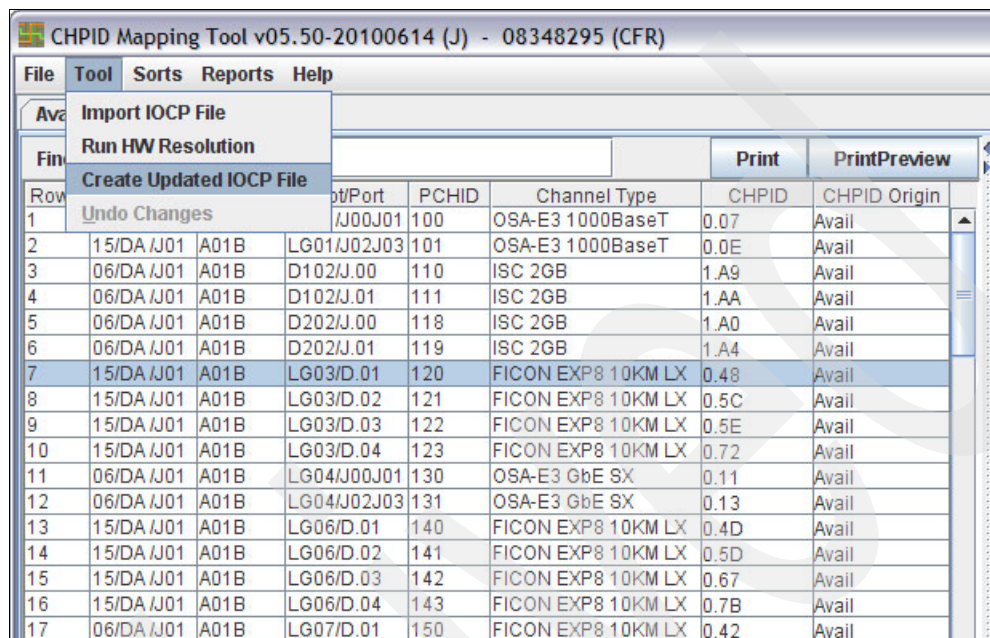 CHPID Mapping Tool v05.50-20100614 (J) - 08348295 (CFR)
File Tool Sorts Reports Help
Ava
Import IOCP File
Run HW Resolution
Create Updated IOCP File
Undo Changes
Fin Print PrintPreview
Row ot/Port PCHID Channel Type CHPID CHPID Origin
1 /J00J01 100 OSA-E3 1000BaseT 0.07 Avail
2 15/DA /J01 A01B LG01/J02J03 101 OSA-E3 1000BaseT 0.0E Avail
3 06/DA /J01 A01B D102/J.00 110 ISC 2GB 1.A9 Avail
4 06/DA /J01 A01B D102/J.01 111 ISC 2GB 1.AA Avail
5 06/DA /J01 A01B D202/J.00 118 ISC 2GB 1.A0 Avail
6 06/DA /J01 A01B D202/J.01 119 ISC 2GB 1.A4 Avail
7 15/DA /J01 A01B LG03/D.01 120 FICON EXP8 10KM LX 0.48 Avail
8 15/DA /J01 A01B LG03/D.02 121 FICON EXP8 10KM LX 0.5C Avail
9 15/DA /J01 A01B LG03/D.03 122 FICON EXP8 10KM LX 0.5E Avail
10 15/DA /J01 A01B LG03/D.04 123 FICON EXP8 10KM LX 0.72 Avail
11 06/DA /J01 A01B LG04/J00J01 130 OSA-E3 GbE SX 0.11 Avail
12 06/DA /J01 A01B LG04/J02J03 131 OSA-E3 GbE SX 0.13 Avail
13 15/DA /J01 A01B LG06/D.01 140 FICON EXP8 10KM LX 0.4D Avail
14 15/DA /J01 A01B LG06/D.02 141 FICON EXP8 10KM LX 0.5D Avail
15 15/DA /J01 A01B LG06/D.03 142 FICON EXP8 10KM LX 0.67 Avail
16 15/DA /J01 A01B LG06/D.04 143 FICON EXP8 10KM LX 0.7B Avail
17 06/DA /J01 A01B LG07/D.01 150 FICON EXP8 10KM LX 0.42 Avail